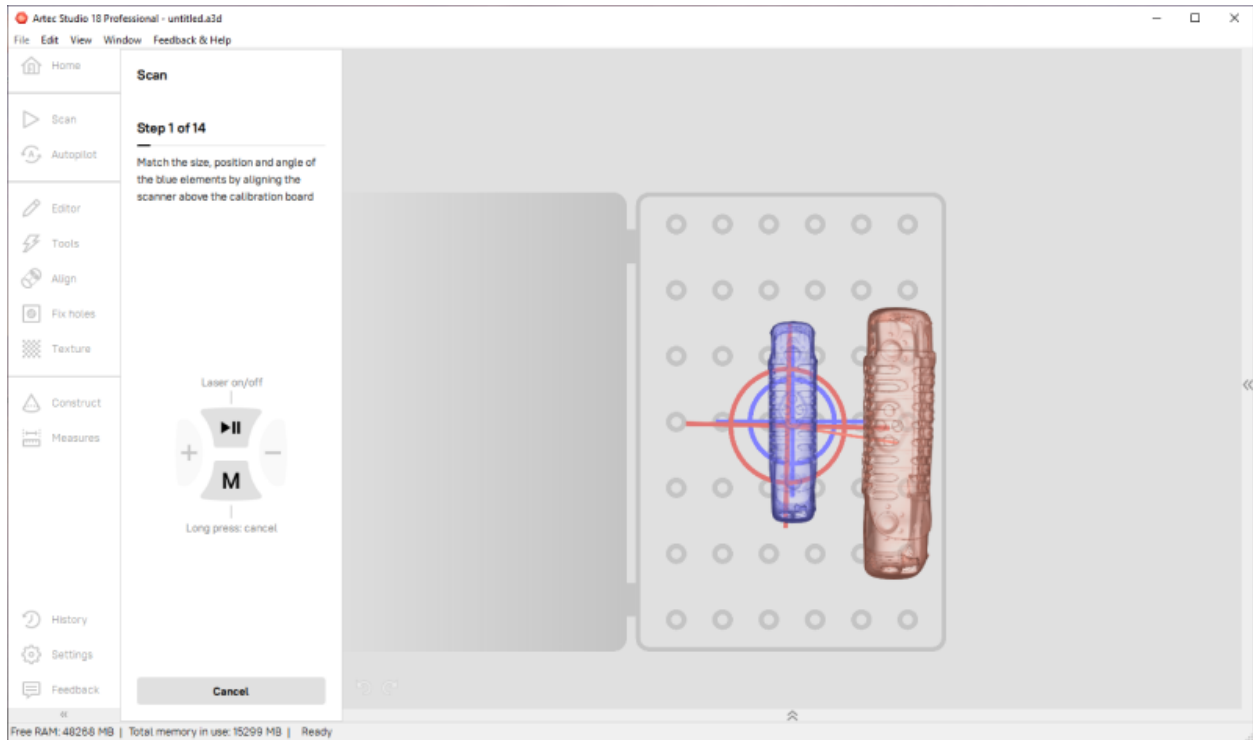 Artec Studio 18 Professional - untitled.a3d
File Edit View Window Feedback & Help
Home
Scan
Autopilot
Editor
Tools
Align
Fix holes
Texture
Construct
Measures
History
Settings
Feedback
Scan
Step 1 of 14
Match the size, position and angle of
the blue elements by aligning the
scanner above the calibration board
Laser on/off
M
Long press: cancel
Cancel
Free RAM: 48268 MB | Total memory in use: 15299 MB | Ready